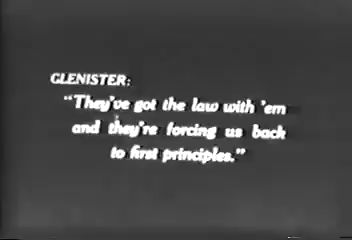 GLENISTER:
"They've got the law with 'em
and they're forcing us back
to first principles."